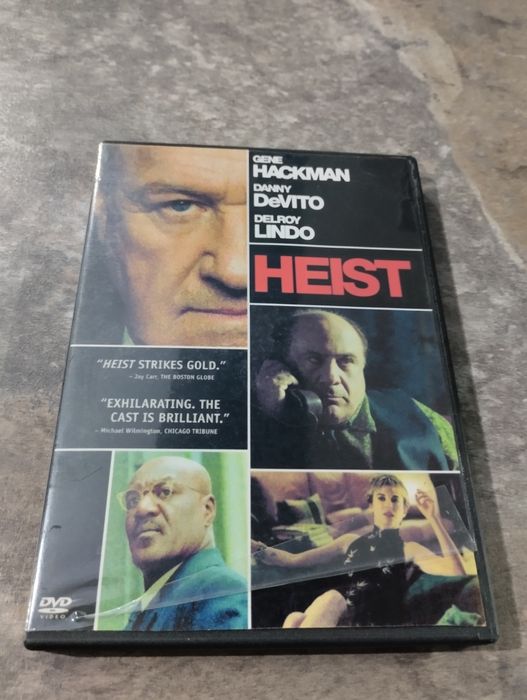 GENE
HACKMAN
DANNY
DeVITO
DELROY
LINDO
HEIST
"HEIST STRIKES GOLD."
– Jay Carr, THE BOSTON GLOBE
"EXHILARATING. THE
CAST IS BRILLIANT."
– Michael Wilmington, CHICAGO TRIBUNE
DVD
VIDEO